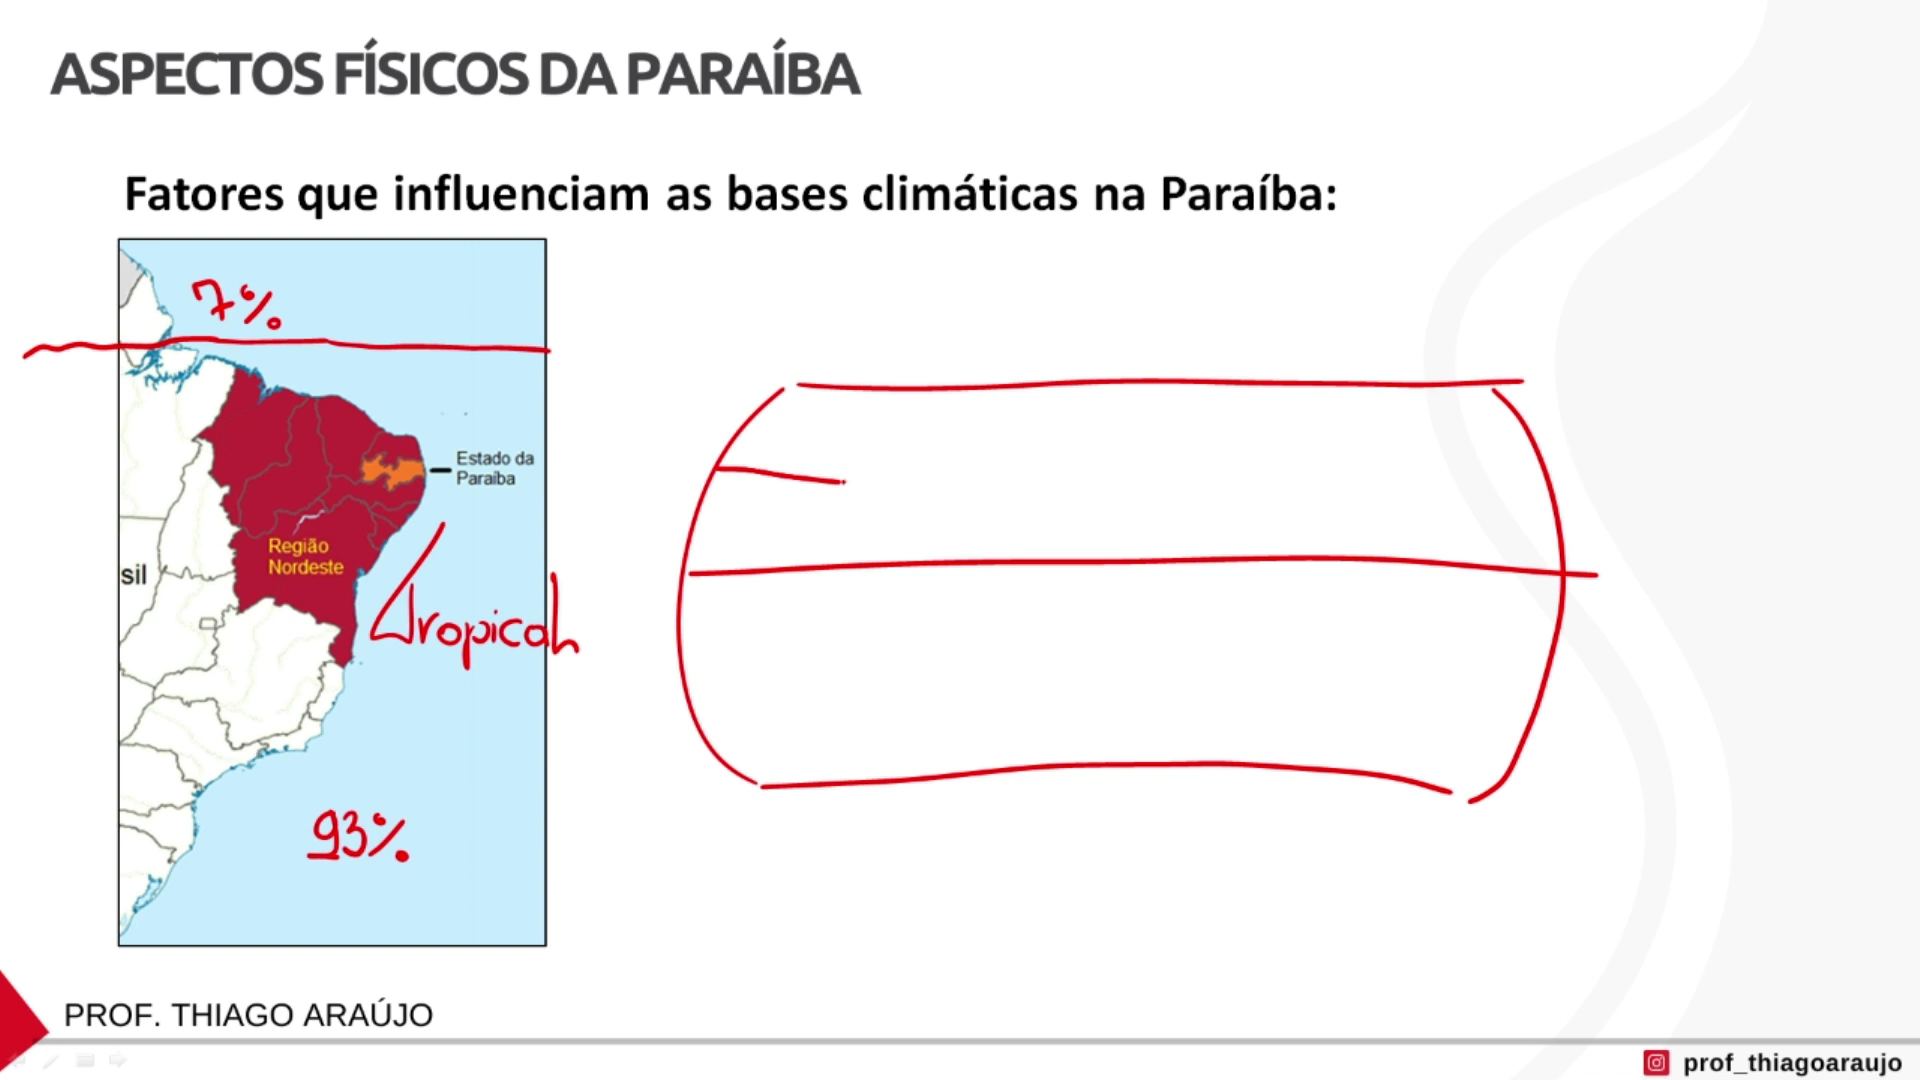 ASPECTOS FÍSICOS DA PARAÍBA
Fatores que influenciam as bases climáticas na Paraíba:
7%
Estado da
Paraíba
Região
Nordeste
sil
Tropical
93%
PROF. THIAGO ARAÚJO
prof_thiagoaraujo